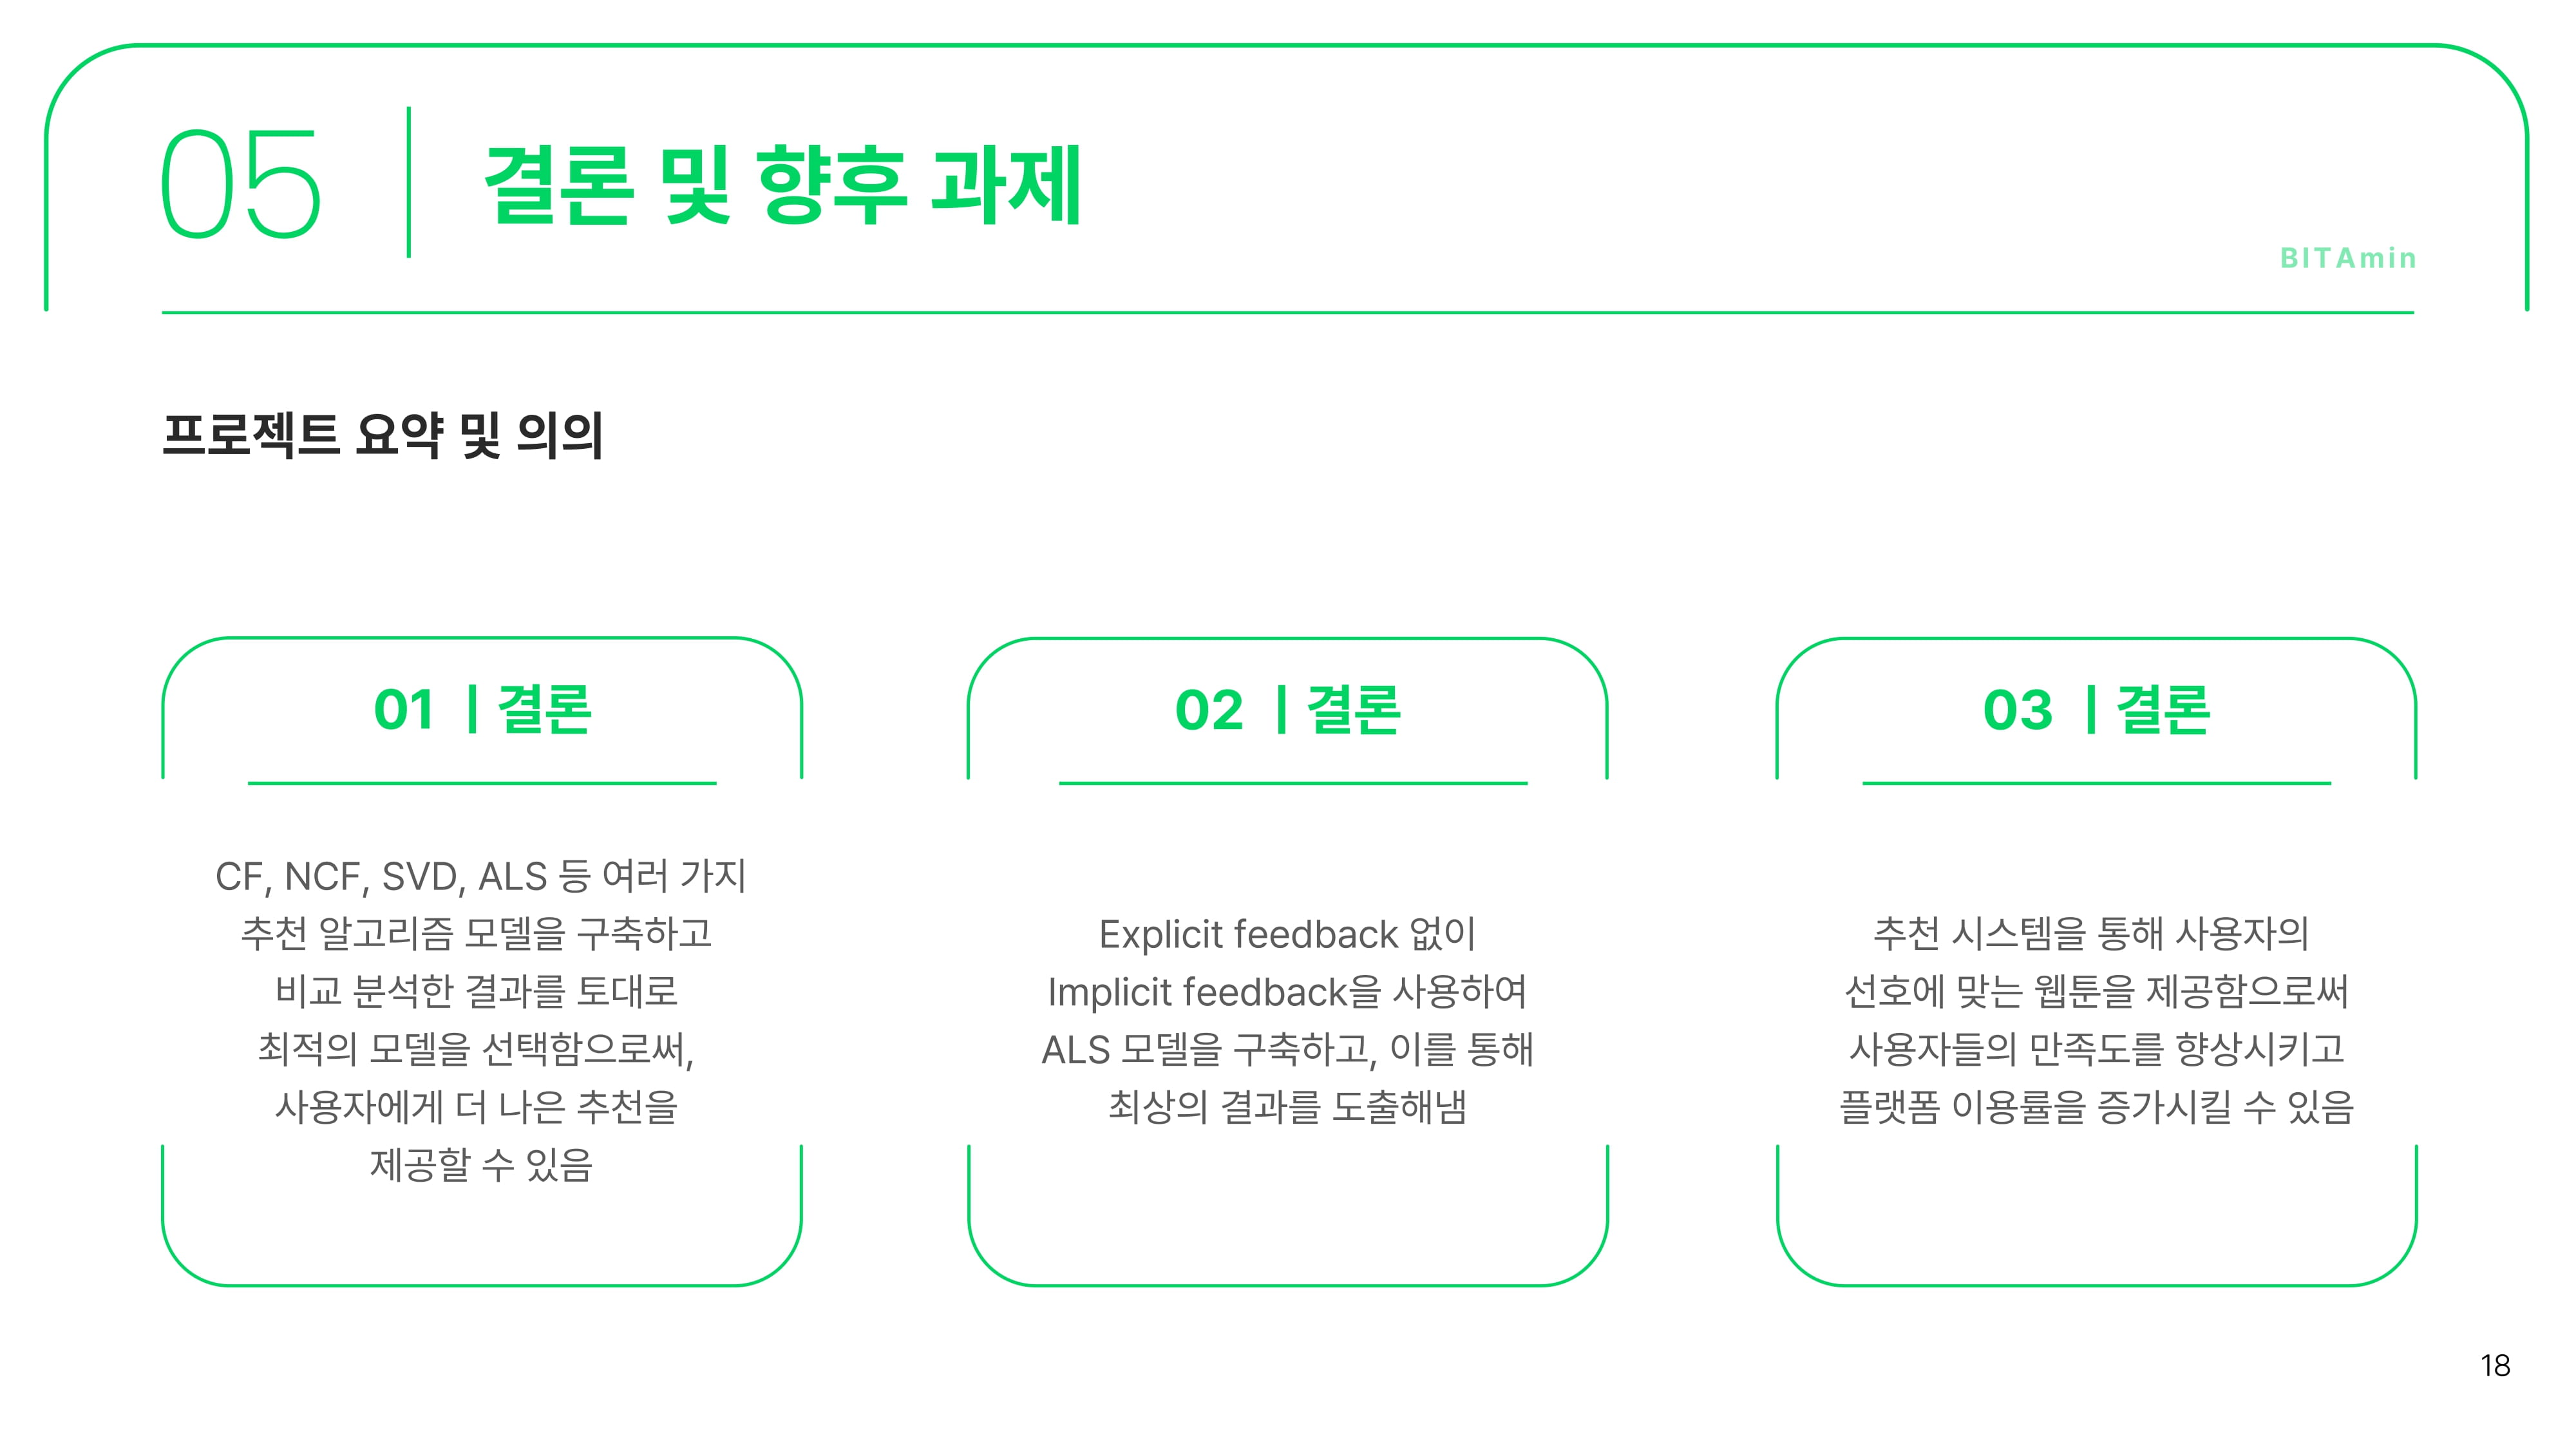 05
결론 및 향후 과제
BITAmin
프로젝트 요약 및 의의
01 | 결론
CF, NCF, SVD, ALS 등 여러 가지
추천 알고리즘 모델을 구축하고
비교 분석한 결과를 토대로
최적의 모델을 선택함으로써,
사용자에게 더 나은 추천을
제공할 수 있음
02 | 결론
Explicit feedback 없이
Implicit feedback을 사용하여
ALS 모델을 구축하고, 이를 통해
최상의 결과를 도출해냄
03 | 결론
추천 시스템을 통해 사용자의
선호에 맞는 웹툰을 제공함으로써
사용자들의 만족도를 향상시키고
플랫폼 이용률을 증가시킬 수 있음
18